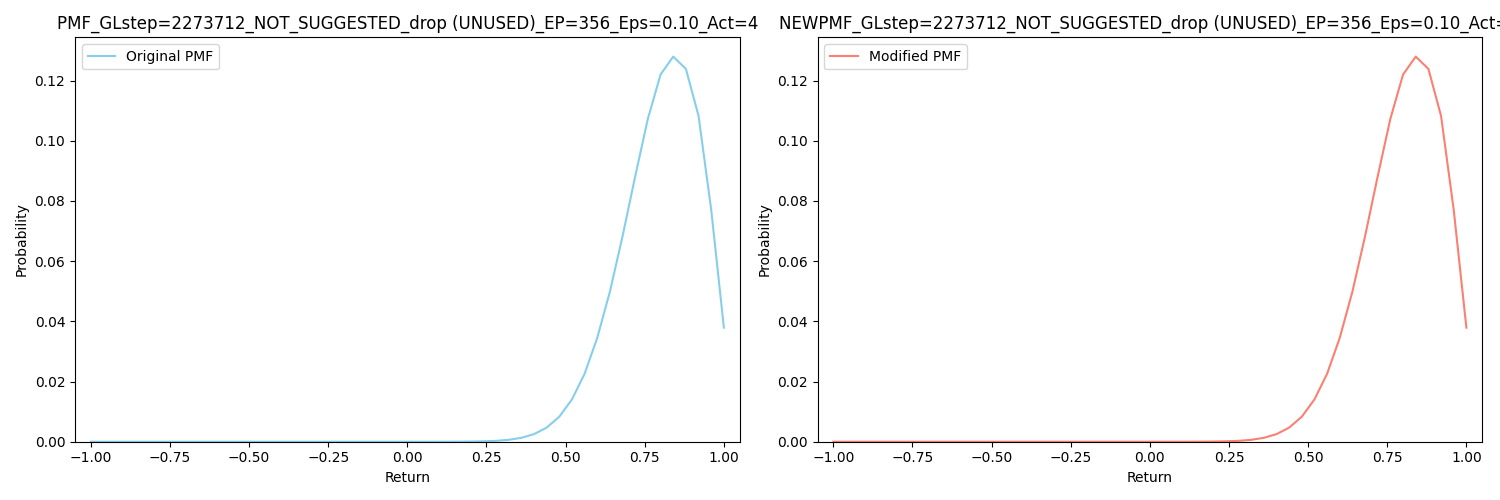 PMF_GLstep=2273712_NOT_SUGGESTED_drop (UNUSED)_EP=356_Eps=0.10_Act=4
Original PMF
Probability
0.12
0.10
0.08
0.06
0.04
0.02
0.00
−1.00 −0.75 −0.50 −0.25 0.00 0.25 0.50 0.75 1.00
Return
NEWPMF_GLstep=2273712_NOT_SUGGESTED_drop (UNUSED)_EP=356_Eps=0.10_Act=
Modified PMF
Probability
0.12
0.10
0.08
0.06
0.04
0.02
0.00
−1.00 −0.75 −0.50 −0.25 0.00 0.25 0.50 0.75 1.00
Return